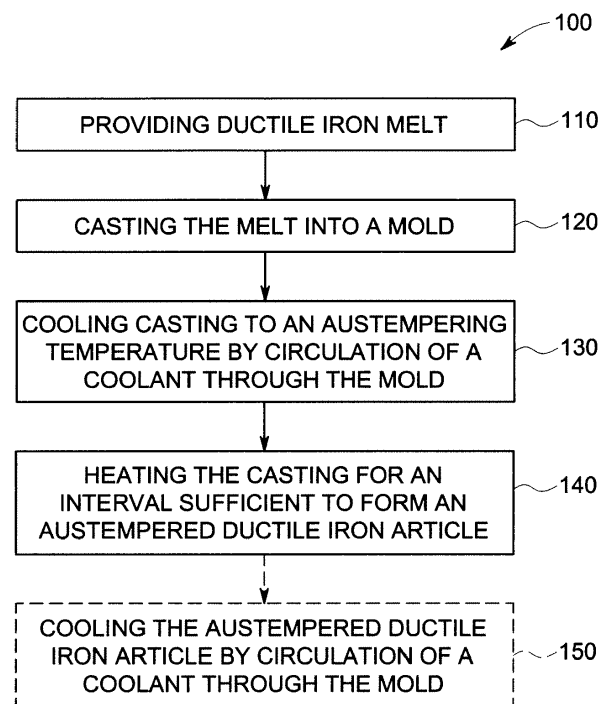 100
PROVIDING DUCTILE IRON MELT
110
CASTING THE MELT INTO A MOLD
120
COOLING CASTING TO AN AUSTEMPERING
TEMPERATURE BY CIRCULATION OF A
COOLANT THROUGH THE MOLD
130
HEATING THE CASTING FOR AN
INTERVAL SUFFICIENT TO FORM AN
AUSTEMPERED DUCTILE IRON ARTICLE
140
COOLING THE AUSTEMPERED DUCTILE
IRON ARTICLE BY CIRCULATION OF A
COOLANT THROUGH THE MOLD
150